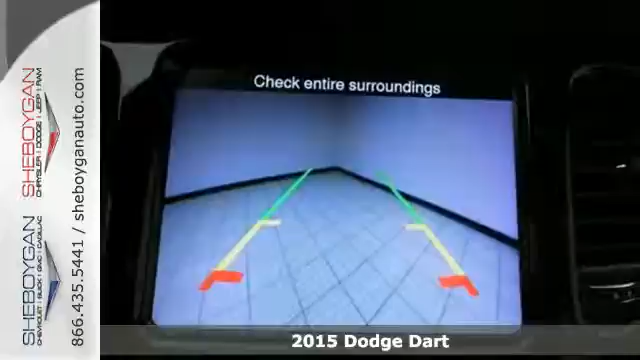 Check entire surroundings
SHEBOYGAN
CHRYSLER | DODGE | JEEP | RAM
SHEBOYGAN
CHEVROLET | BUICK | GMC | CADILLAC
866.435.5441 / sheboyganauto.com
2015 Dodge Dart